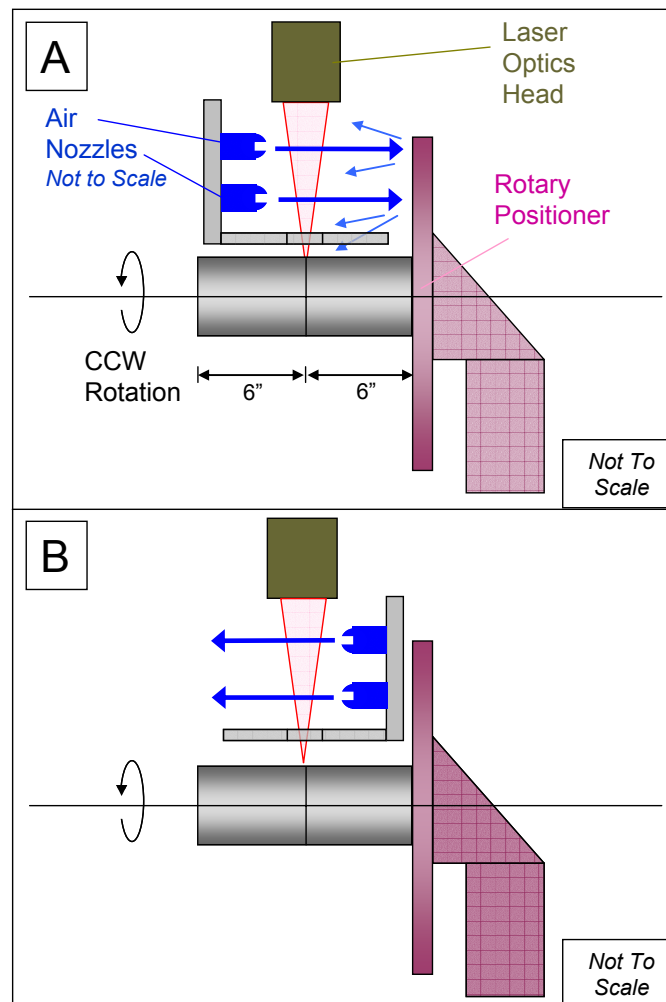 A
Laser
Optics
Head
Air
Nozzles
Not to Scale
Rotary
Positioner
CCW
Rotation
6” 6”
Not To
Scale
B
Not To
Scale